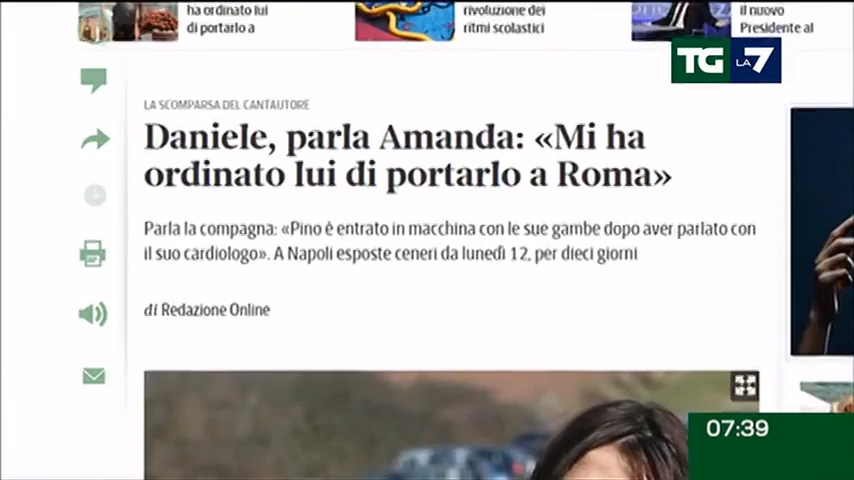 ha ordinato lui
di portarlo a
rivoluzione dei
ritmi scolastici
il nuovo
Presidente al
TG LA7
LA SCOMPARSA DEL CANTAUTORE
Daniele, parla Amanda: «Mi ha
ordinato lui di portarlo a Roma»
Parla la compagna: «Pino è entrato in macchina con le sue gambe dopo aver parlato con
il suo cardiologo». A Napoli esposte ceneri da lunedì 12, per dieci giorni
di Redazione Online
07:39